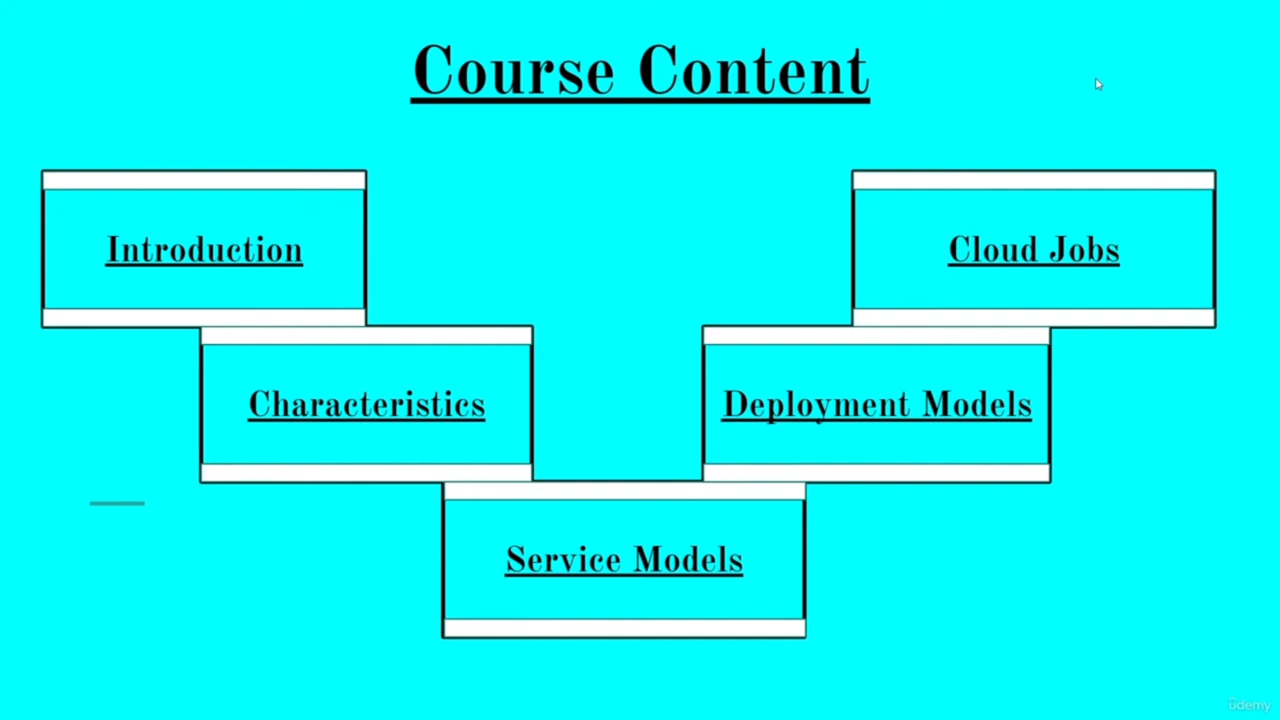 Course Content
Introduction
Cloud Jobs
Characteristics
Deployment Models
Service Models
udemy